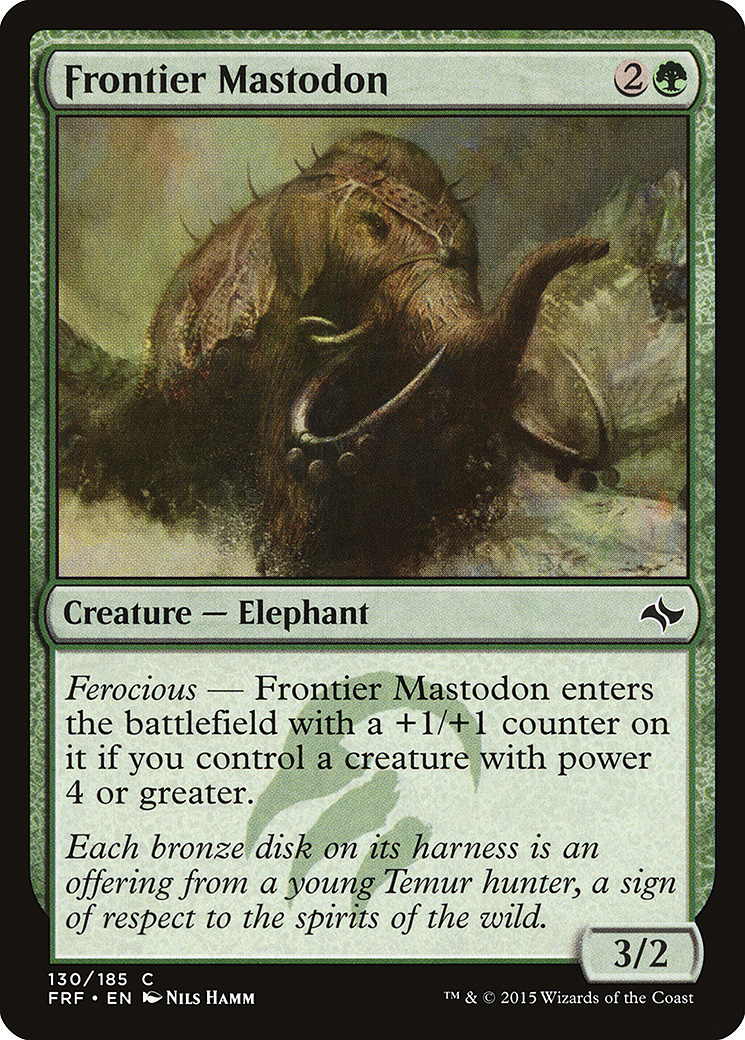 Frontier Mastodon 2
Creature — Elephant
Ferocious — Frontier Mastodon enters
the battlefield with a +1/+1 counter on
it if you control a creature with power
4 or greater.
Each bronze disk on its harness is an
offering from a young Temur hunter, a sign
of respect to the spirits of the wild.
3/2
130/185 C
FRF • EN Nils Hamm
™ & © 2015 Wizards of the Coast